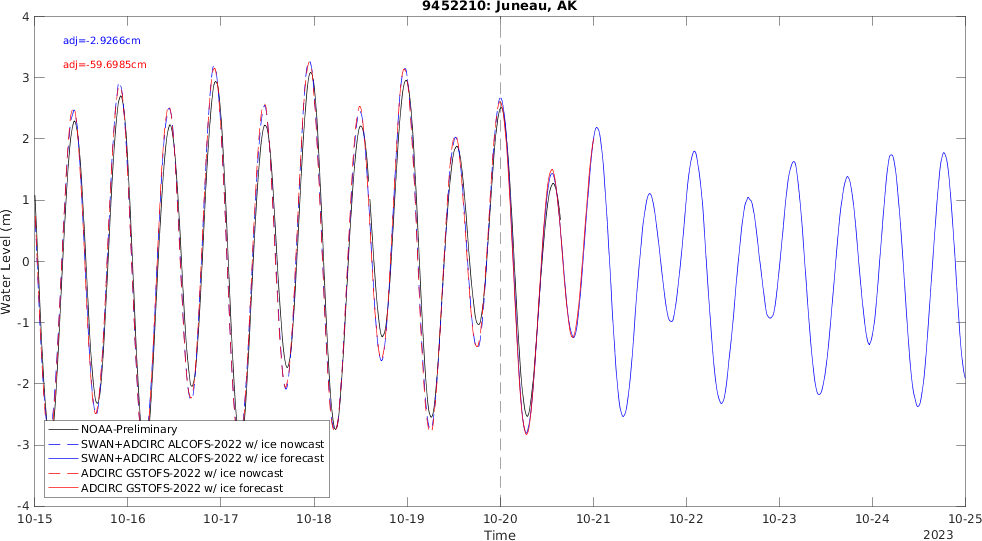 9452210: Juneau, AK
adj=-2.9266cm
adj=-59.6985cm
Water Level (m)
4
3
2
1
0
-1
-2
-3
-4
NOAA-Preliminary
SWAN+ADCIRC ALCOFS-2022 w/ ice nowcast
SWAN+ADCIRC ALCOFS-2022 w/ ice forecast
ADCIRC GSTOFS-2022 w/ ice nowcast
ADCIRC GSTOFS-2022 w/ ice forecast
10-15 10-16 10-17 10-18 10-19 10-20 10-21 10-22 10-23 10-24 10-25
Time
2023